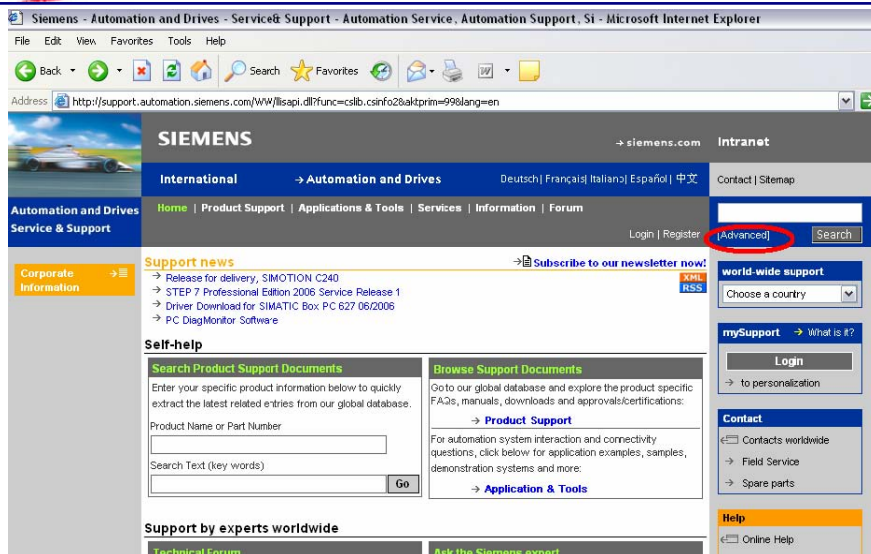 Siemens - Automation and Drives - Service& Support - Automation Service, Automation Support, Si - Microsoft Internet Explorer
File Edit View Favorites Tools Help
Back Search Favorites
Address http://support.automation.siemens.com/WW/llisapi.dll?func=cslib.csinfo2&aktprim=99&lang=en
SIEMENS → siemens.com Intranet
International → Automation and Drives Deutsch| Français| Italiano| Español| 中文 Contact | Sitemap
Automation and Drives
Service & Support
Home | Product Support | Applications & Tools | Services | Information | Forum
Login | Register
[Advanced] Search
Corporate Information
Support news → Subscribe to our newsletter now!
XML
RSS
→ Release for delivery, SIMOTION C240
→ STEP 7 Professional Edition 2006 Service Release 1
→ Driver Download for SIMATIC Box PC 627 06/2006
→ PC DiagMonitor Software
Self-help
Search Product Support Documents
Enter your specific product information below to quickly
extract the latest related entries from our global database.
Product Name or Part Number
Search Text (key words)
Go
Browse Support Documents
Go to our global database and explore the product specific
FAQs, manuals, downloads and approvals/certifications:
→ Product Support
For automation system interaction and connectivity
questions, click below for application examples, samples,
demonstration systems and more:
→ Application & Tools
Support by experts worldwide
Technical Forum
Ask the Siemens expert
world-wide support
Choose a country
mySupport → What is it?
Login
→ to personalization
Contact
Contacts worldwide
→ Field Service
→ Spare parts
Help
Online Help